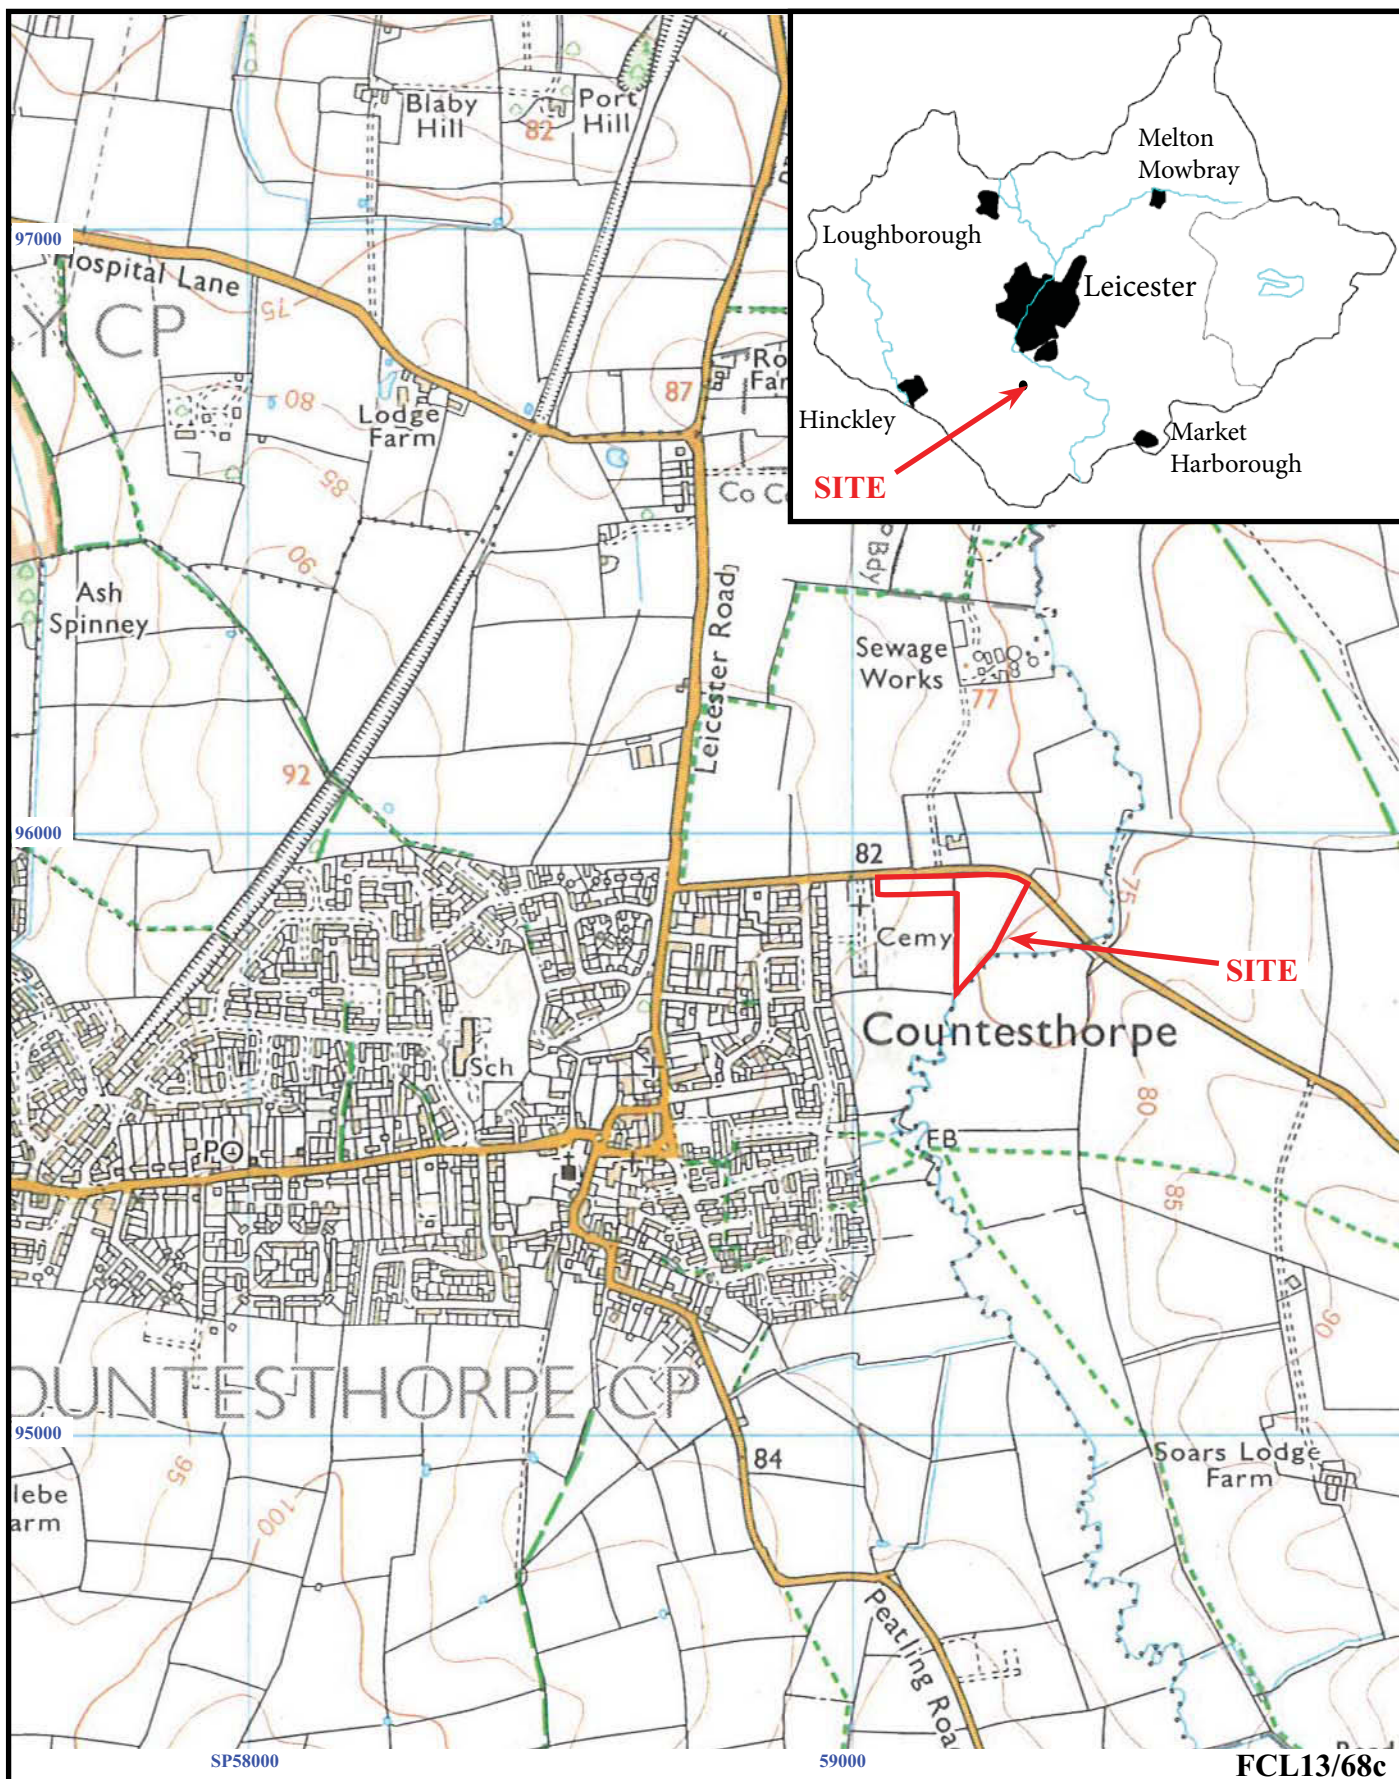 Blaby
Hill
82
Port
Hill
Melton
Mowbray
Loughborough
Leicester
Hinckley
Market
Harborough
SITE
97000
Hospital Lane
75
Y CP
80
Lodge
Farm
87
Ro
Far
85
Co C
90
Ash
Spinney
Leicester Road
Bdy
Sewage
Works
77
92
96000
82
75
Cemy
SITE
Countesthorpe
Sch
80
PO
FB
85
90
OUNTESTHORPE CP
95000
84
95
100
lebe
arm
Soars Lodge
Farm
Peatling Roa
SP58000
59000
FCL13/68c